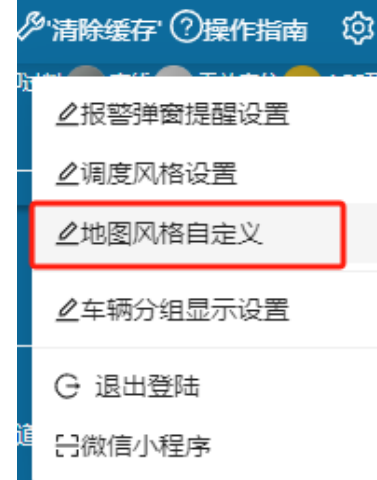 '清除缓存' 操作指南
报警弹窗提醒设置
调度风格设置
地图风格自定义
车辆分组显示设置
退出登陆
微信小程序